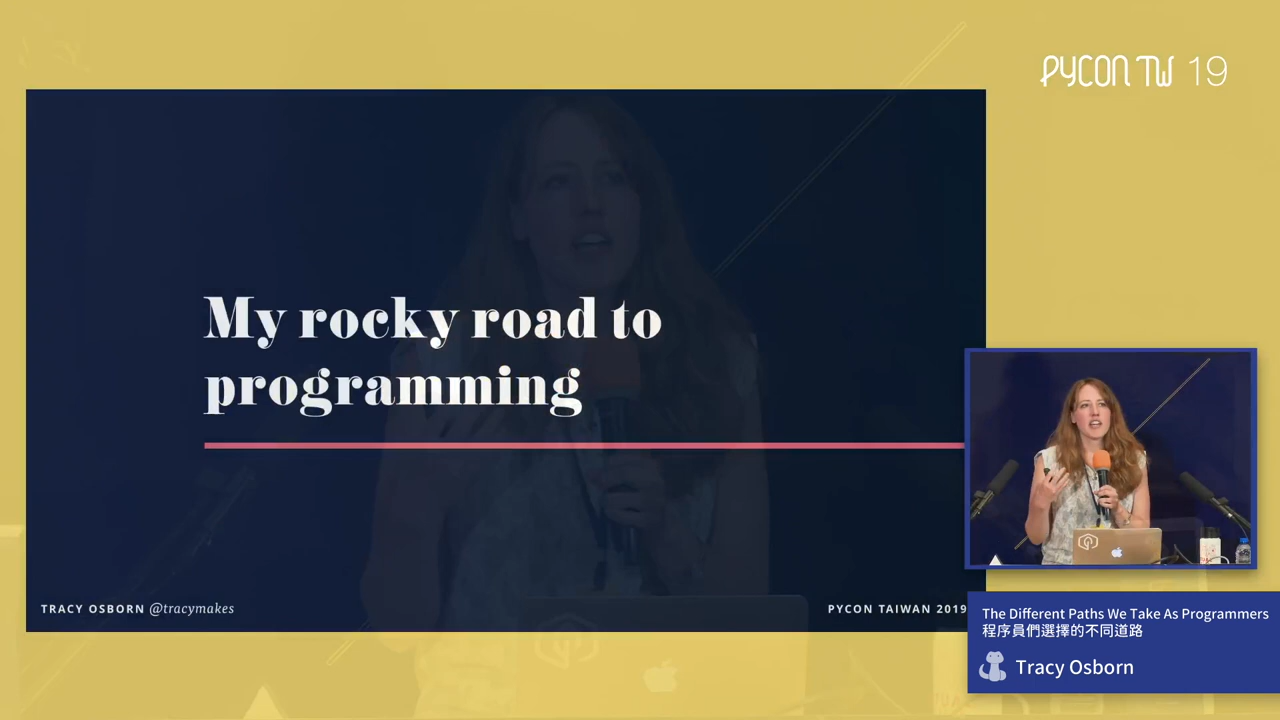 PYCON TW 19
My rocky road to
programming
TRACY OSBORN @tracymakes
PYCON TAIWAN 2019
The Different Paths We Take As Programmers
程序員們選擇的不同道路
Tracy Osborn